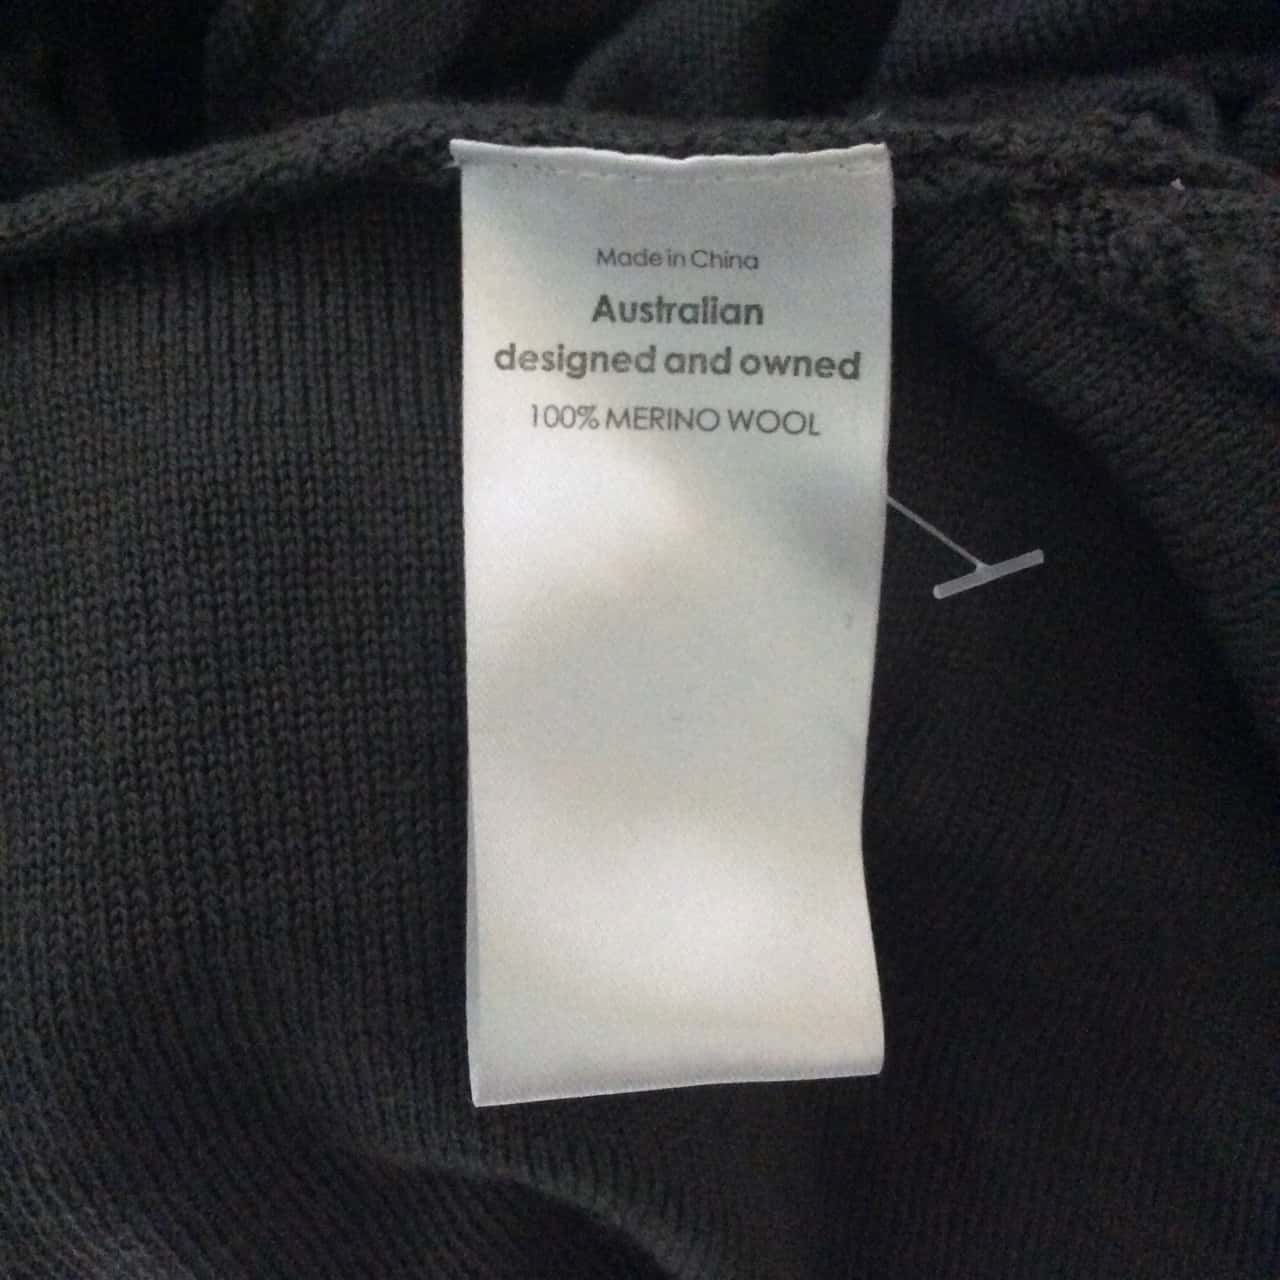 Made in China
Australian
designed and owned
100% MERINO WOOL